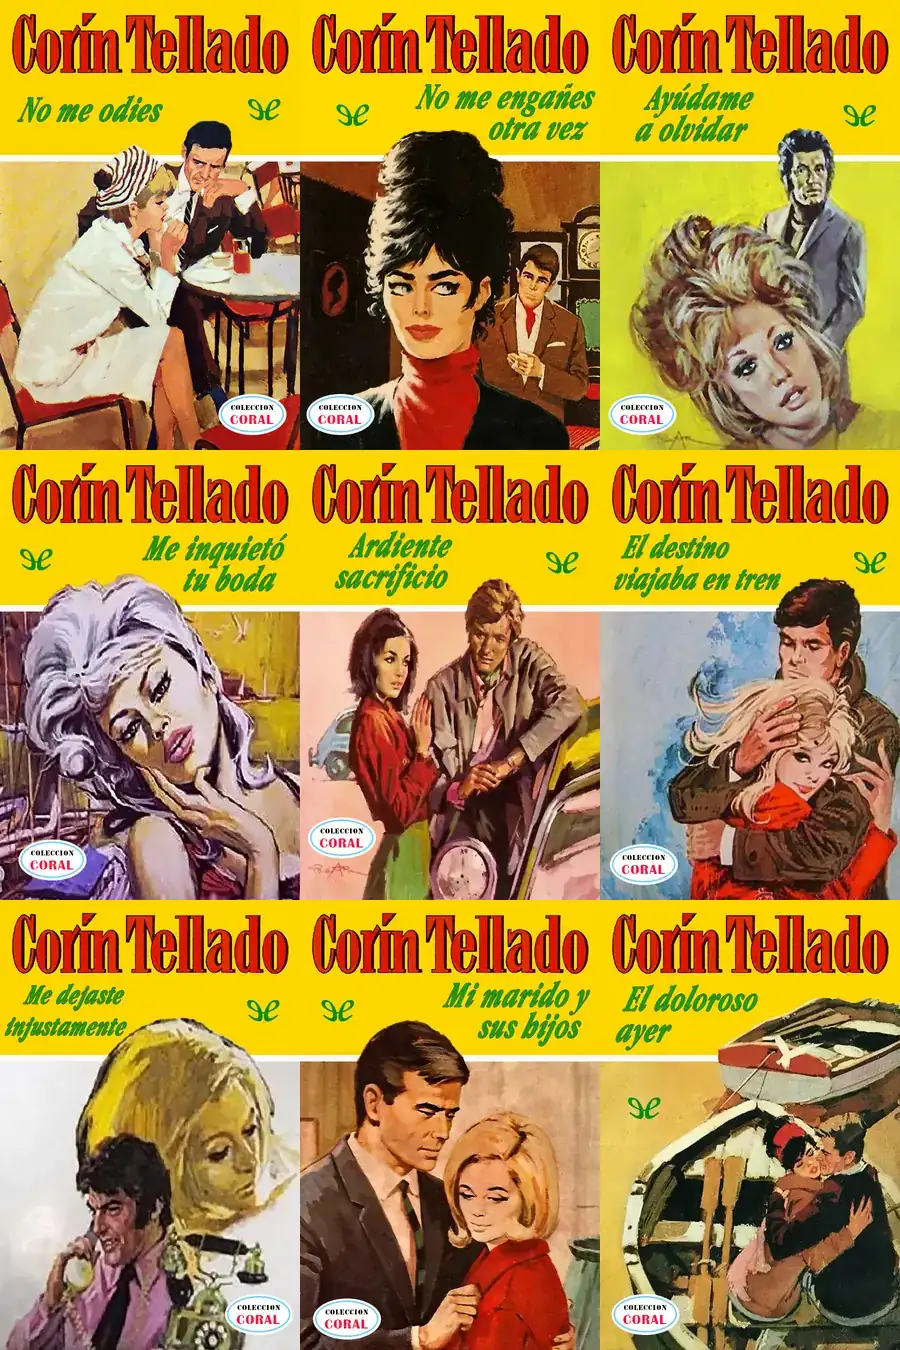 Corín Tellado
No me odies
COLECCION
CORAL
Corín Tellado
No me engañes
otra vez
COLECCION
CORAL
Corín Tellado
Ayúdame
a olvidar
COLECCION
CORAL
Corín Tellado
Me inquietó
tu boda
COLECCION
CORAL
Corín Tellado
Ardiente
sacrificio
COLECCION
CORAL
Corín Tellado
El destino
viajaba en tren
COLECCION
CORAL
Corín Tellado
Me dejaste
injustamente
COLECCION
CORAL
Corín Tellado
Mi marido y
sus hijos
COLECCION
CORAL
Corín Tellado
El doloroso
ayer
COLECCION
CORAL